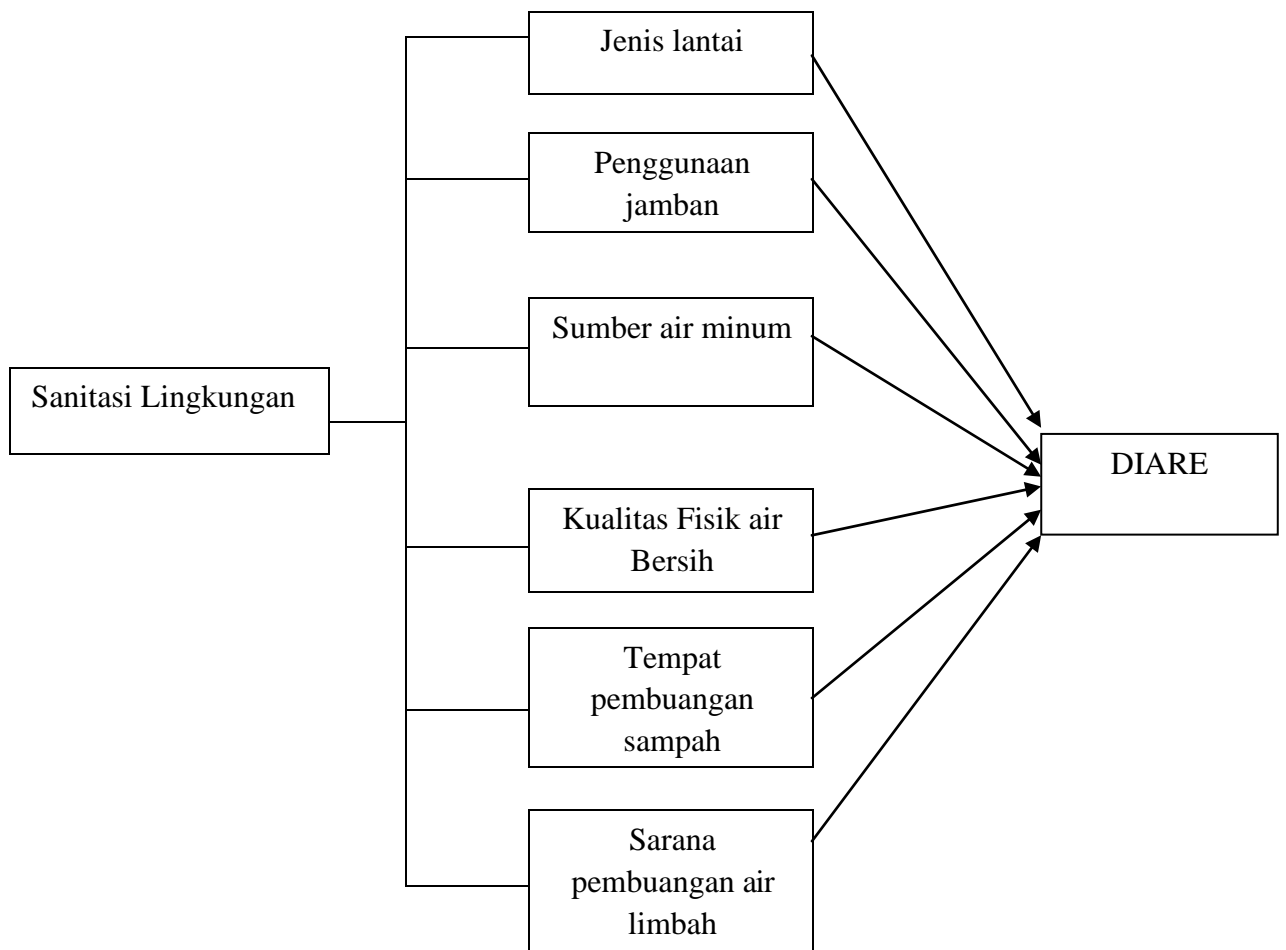 Jenis lantai
Penggunaan
jamban
Sumber air minum
Sanitasi Lingkungan
DIARE
Kualitas Fisik air
Bersih
Tempat
pembuangan
sampah
Sarana
pembuangan air
limbah